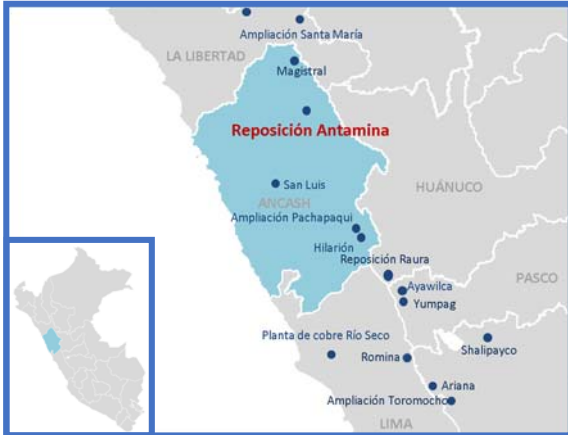 Ampliación Santa María
LA LIBERTAD
Magistral
Reposición Antamina
San Luis
HUÁNUCO
ANCASH
Ampliación Pachapaqui
Hilarión
Reposición Raura
PASCO
Ayawilca
Yumpag
Planta de cobre Río Seco
Shalipayco
Romina
Ariana
Ampliación Toromocho
LIMA